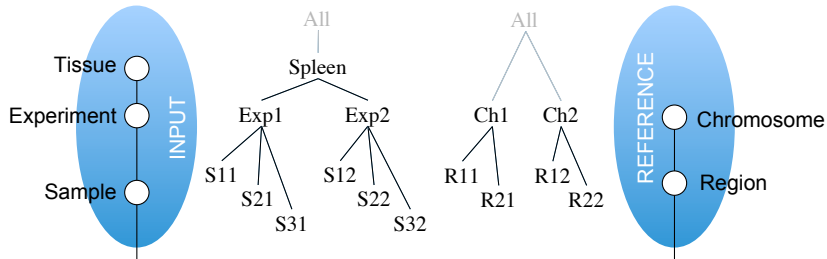 All
All
Tissue
Spleen
Experiment
Exp1
Exp2
Ch1
Ch2
Chromosome
INPUT
REFERENCE
S11
S12
R11
R12
Region
Sample
S21
S22
R21
R22
S31
S32